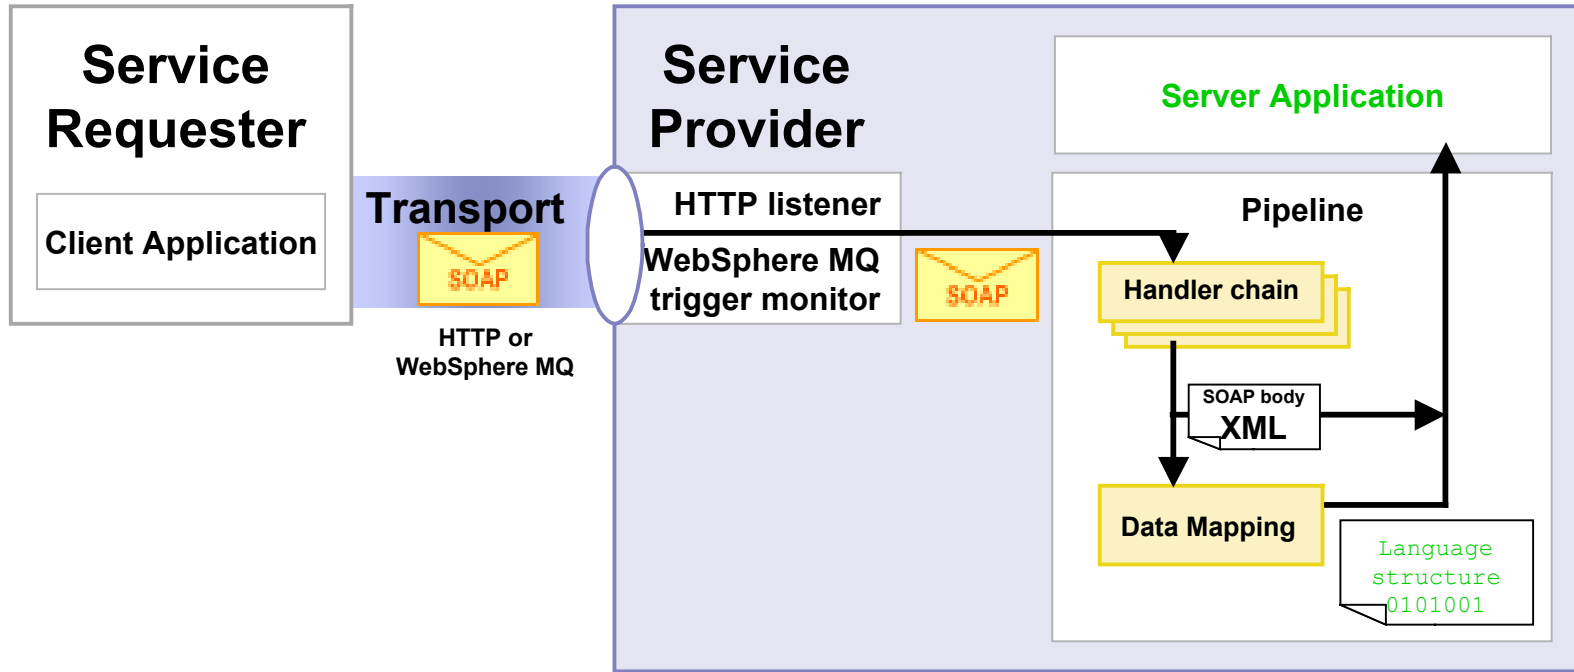 Service
Requester
Client Application
Transport
SOAP
HTTP or
WebSphere MQ
Service
Provider
HTTP listener
WebSphere MQ
trigger monitor
SOAP
Server Application
Pipeline
Handler chain
SOAP body
XML
Data Mapping
Language
structure
0101001